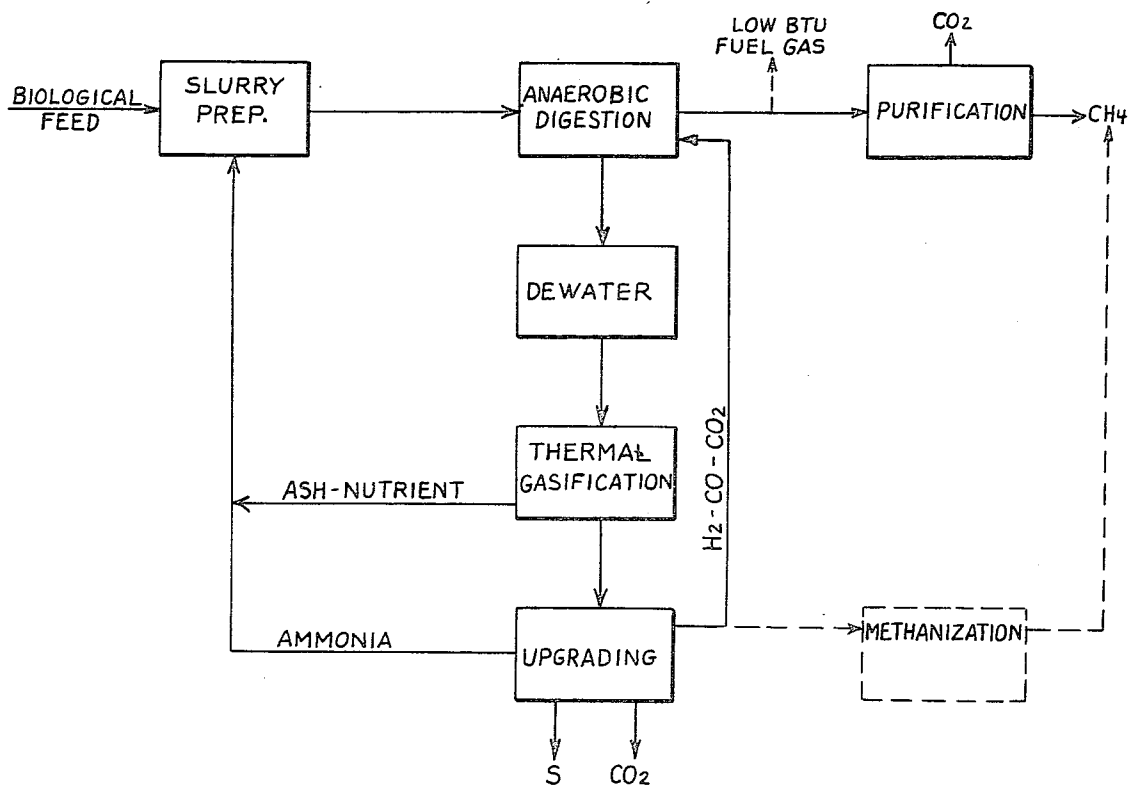 LOW BTU
FUEL GAS
CO2
BIOLOGICAL
FEED
SLURRY
PREP.
ANAEROBIC
DIGESTION
PURIFICATION
CH4
DEWATER
THERMAL
GASIFICATION
ASH-NUTRIENT
H2-CO-CO2
METHANIZATION
AMMONIA
UPGRADING
S
CO2